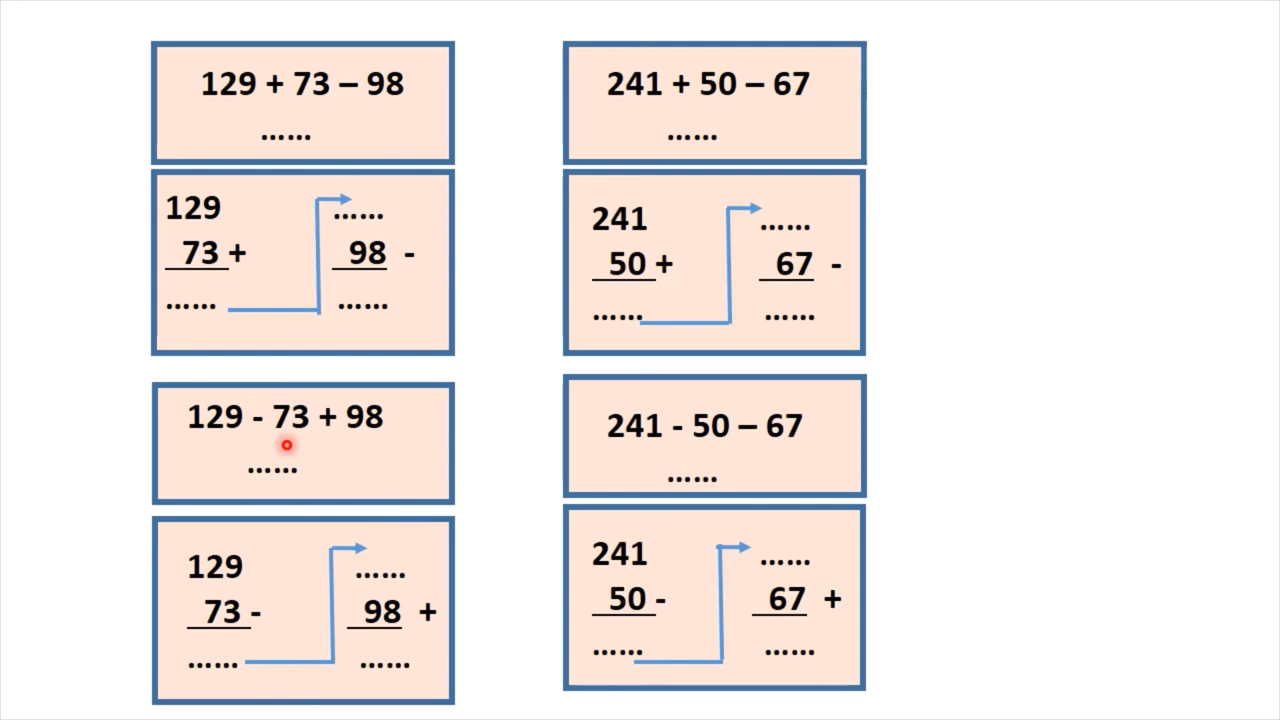 129 + 73 – 98
……
129 ……
73 + 98 -
…… ……
241 + 50 – 67
……
241 ……
50 + 67 -
…… ……
129 - 73 + 98
……
129 ……
73 - 98 +
…… ……
241 - 50 – 67
……
241 ……
50 - 67 +
…… ……